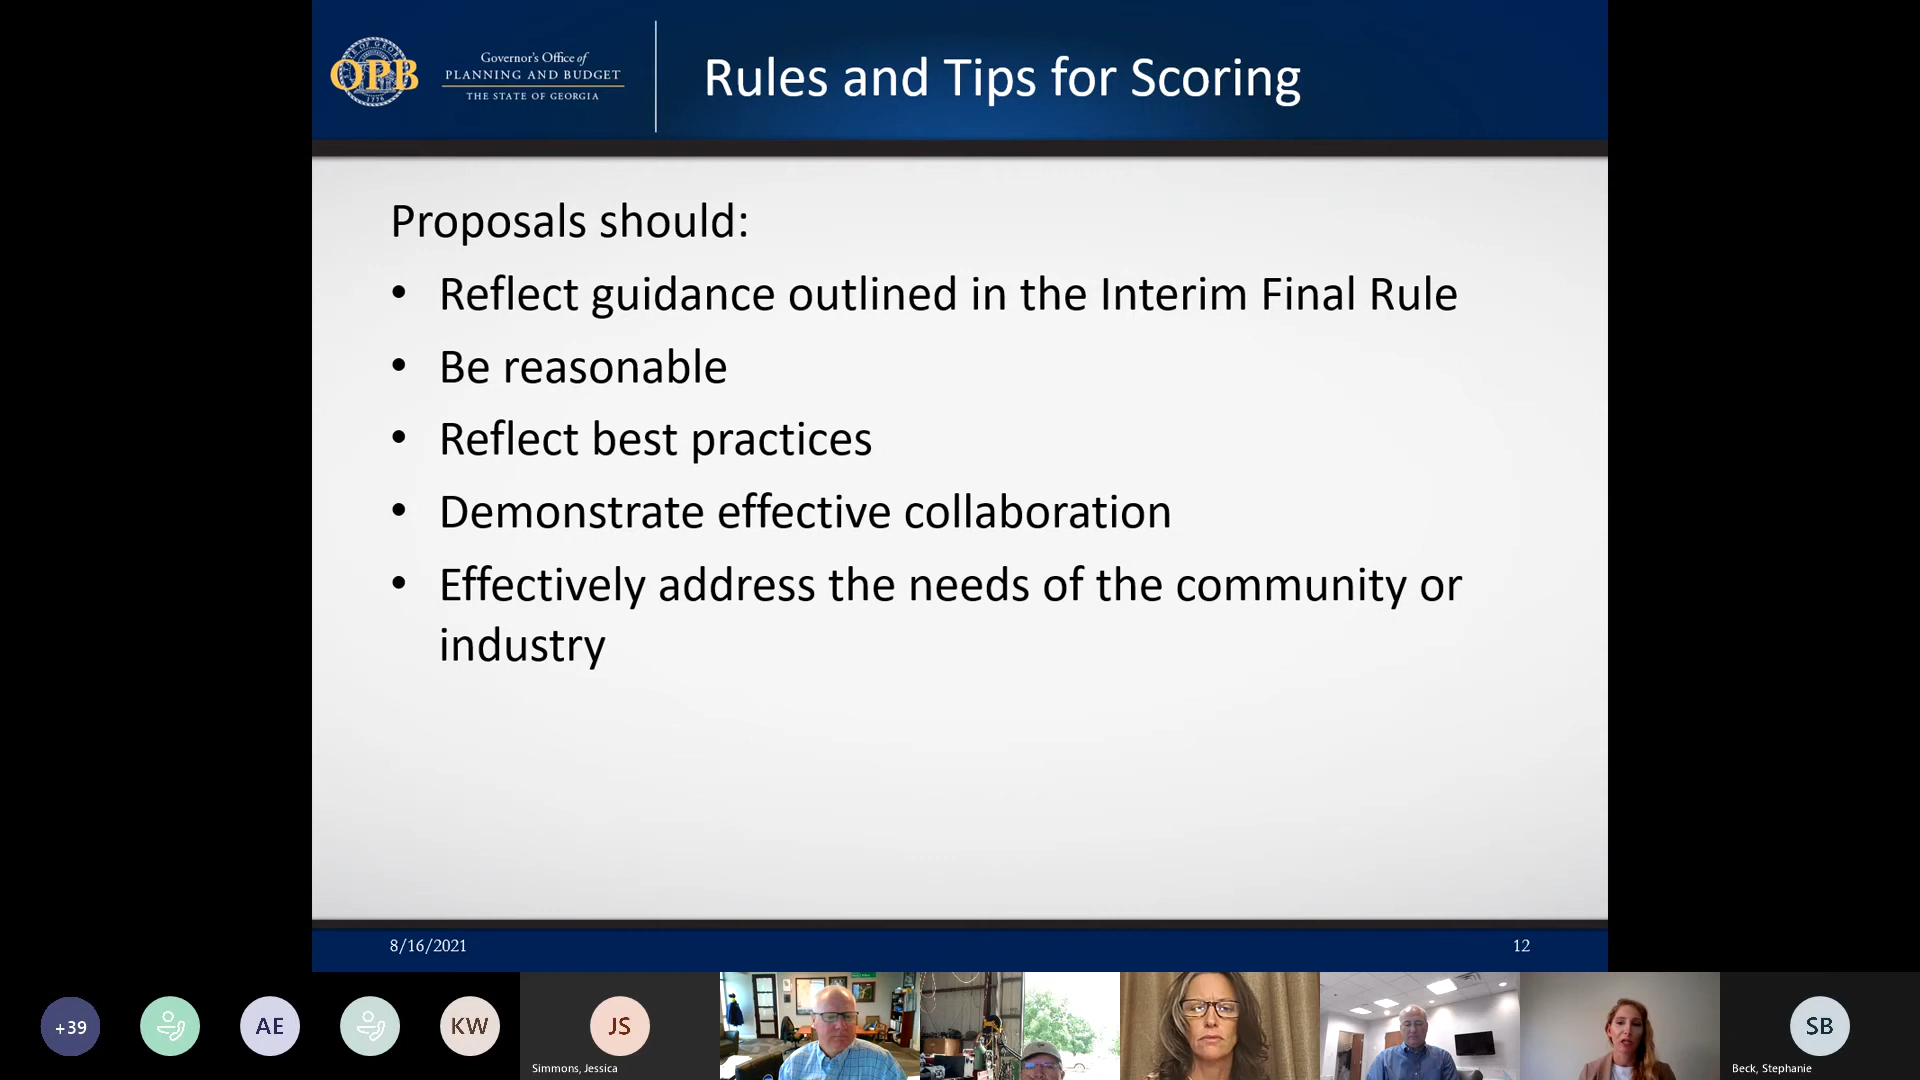 OPB
1776
Governor's Office of
PLANNING AND BUDGET
THE STATE OF GEORGIA
Rules and Tips for Scoring
Proposals should:
• Reflect guidance outlined in the Interim Final Rule
• Be reasonable
• Reflect best practices
• Demonstrate effective collaboration
• Effectively address the needs of the community or
industry
8/16/2021
12
+39
AE
KW
JS
Simmons, Jessica
SB
Beck, Stephanie